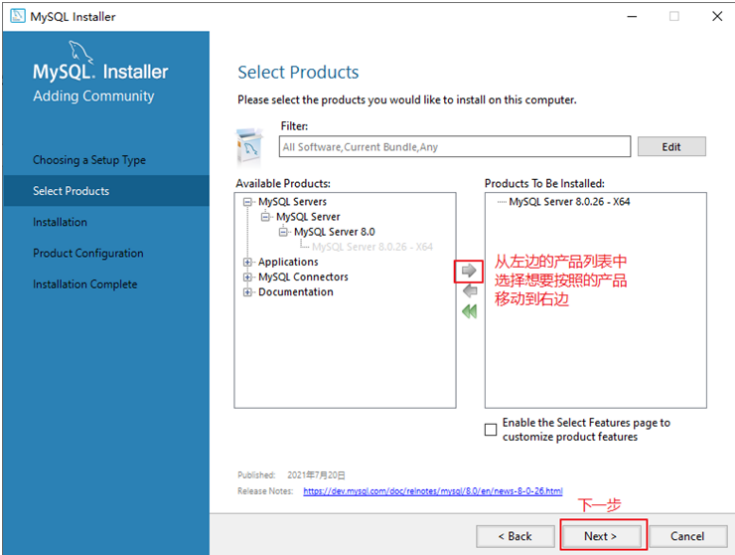 MySQL Installer
MySQL. Installer
Adding Community
Choosing a Setup Type
Select Products
Installation
Product Configuration
Installation Complete
Select Products
Please select the products you would like to install on this computer.
Filter:
All Software,Current Bundle,Any
Edit
Available Products:
MySQL Servers
MySQL Server
MySQL Server 8.0
MySQL Server 8.0.26 - X64
Applications
MySQL Connectors
Documentation
Products To Be Installed:
MySQL Server 8.0.26 - X64
从左边的产品列表中
选择想要按照的产品
移动到右边
Enable the Select Features page to
customize product features
Published: 2021年7月20日
Release Notes: https://dev.mysql.com/doc/relnotes/mysql/8.0/en/news-8-0-26.html
下一步
< Back
Next >
Cancel